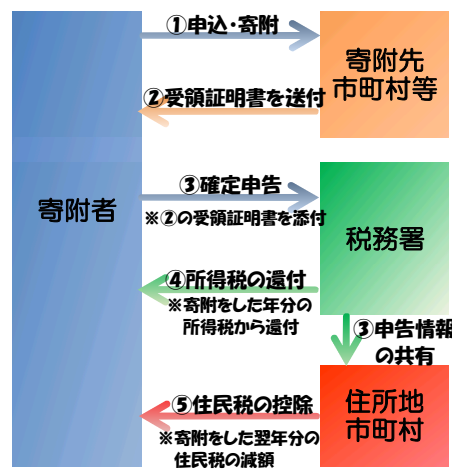 ①申込・寄附
寄附先
市町村等
②受領証明書を送付
寄附者
③確定申告
※②の受領証明書を添付
税務署
④所得税の還付
※寄附をした年分の
所得税から還付
③申告情報
の共有
⑤住民税の控除
住所地
市町村
※寄附をした翌年分の
住民税の減額